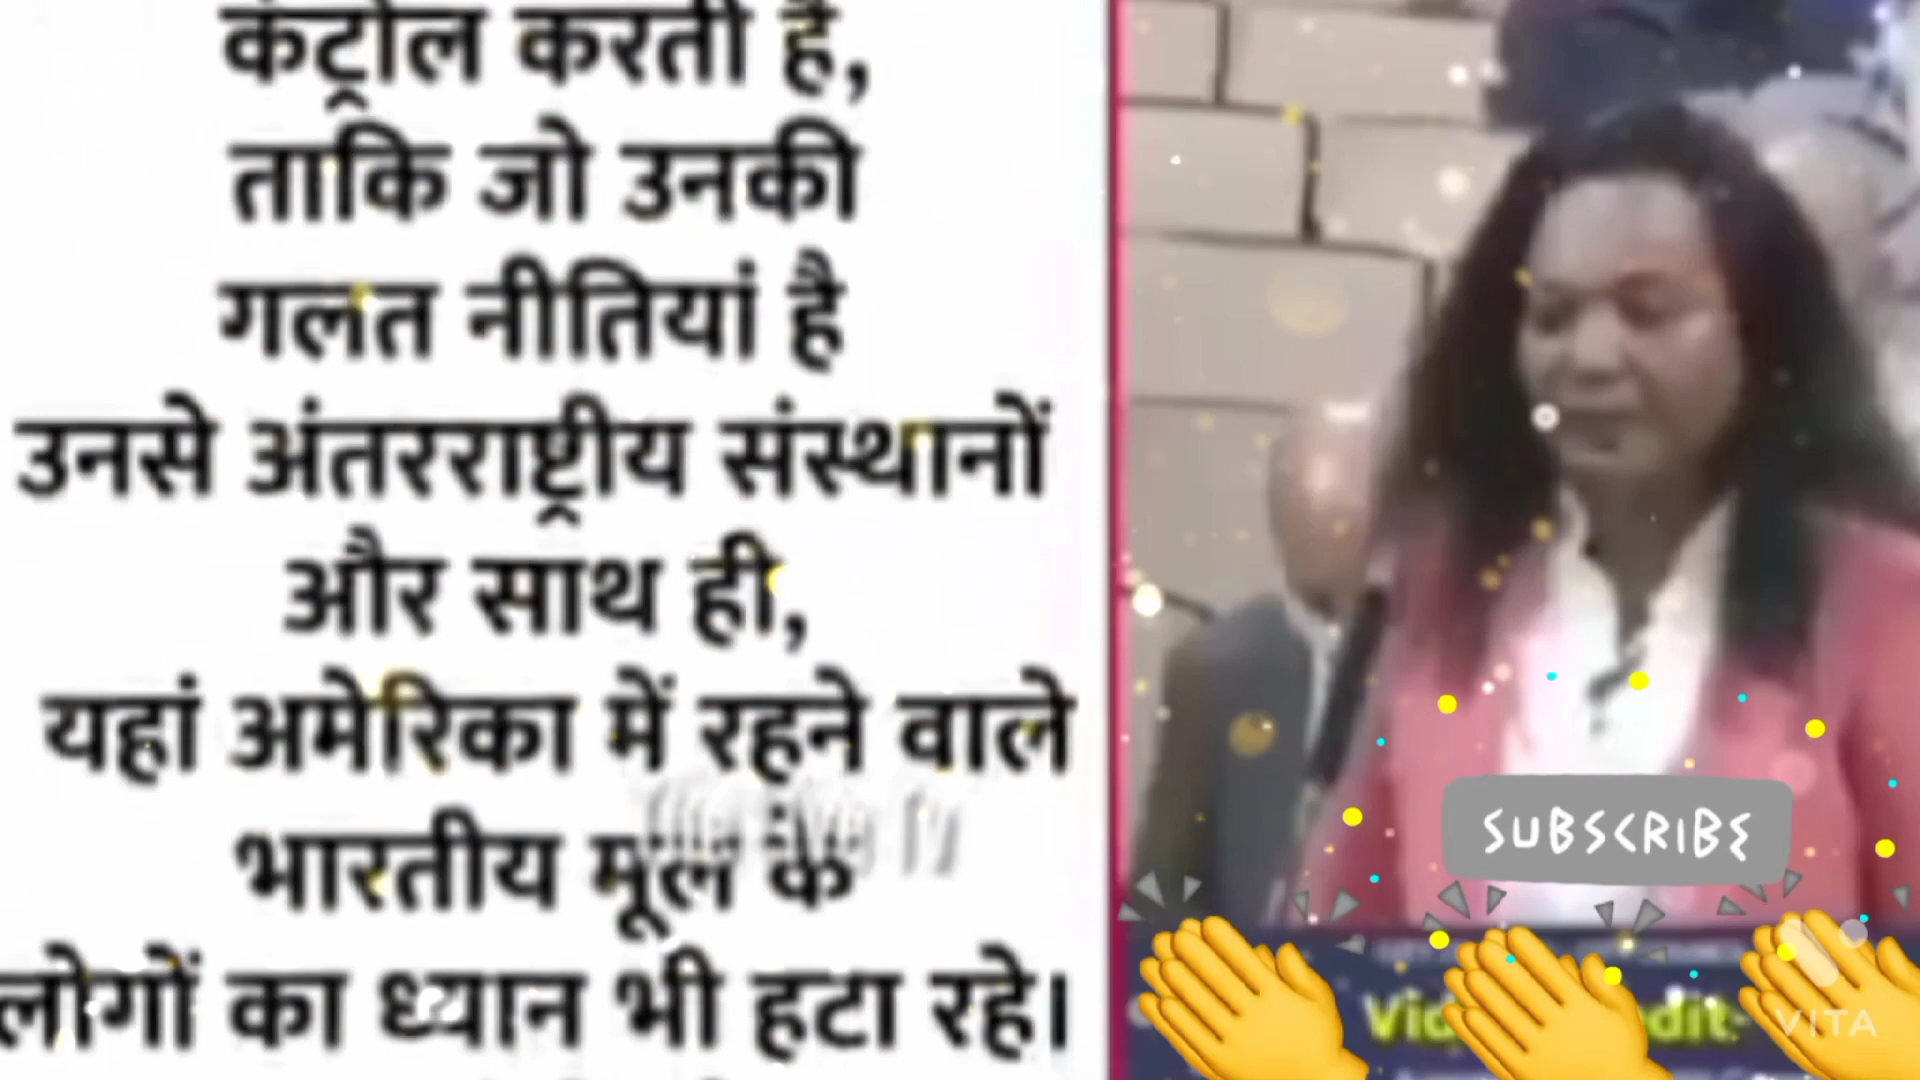 कंट्रोल करती है,
ताकि जो उनकी
गलत नीतियां है
उनसे अंतरराष्ट्रीय संस्थानों
और साथ ही,
यहां अमेरिका में रहने वाले
भारतीय मूल के
लोगों का ध्यान भी हटा रहे।
SUBSCRIBE
VITA